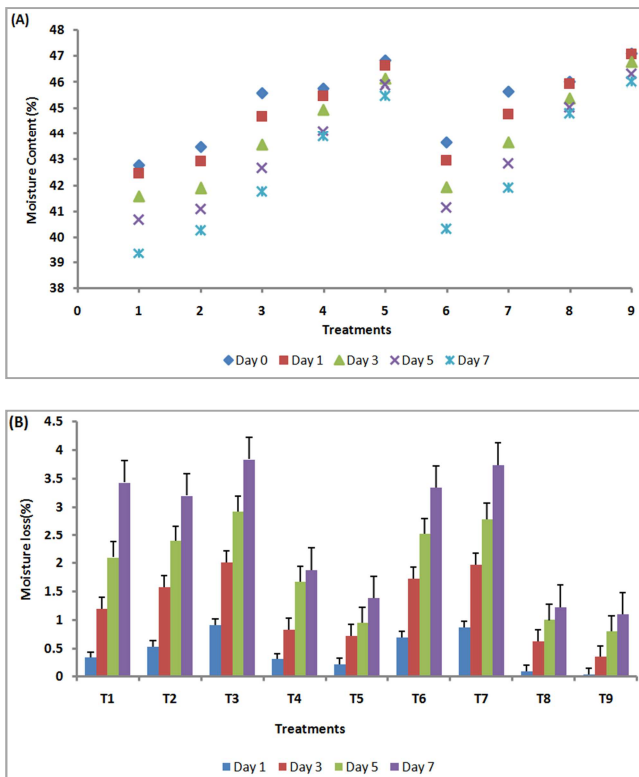 (A)
47
46
45
44
43
42
41
40
39
38
Moisture Content (%)
0 1 2 3 4 5 6 7 8 9
Treatments
Day 0 Day 1 Day 3 Day 5 Day 7
(B)
4.5
4
3.5
3
2.5
2
1.5
1
0.5
0
Moisture loss(%)
T1 T2 T3 T4 T5 T6 T7 T8 T9
Treatments
Day 1 Day 3 Day 5 Day 7